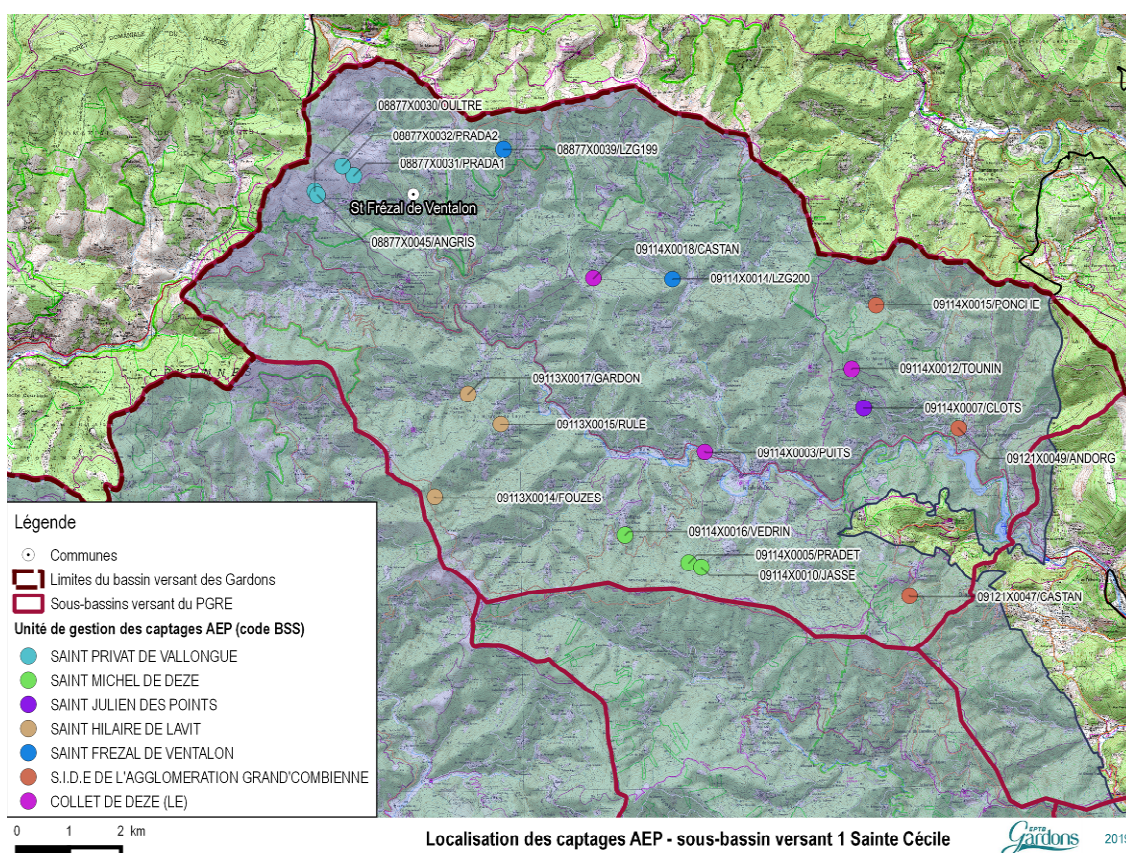 08877X0030/OULTRE
08877X0032/PRADA2
08877X0039/LZG199
08877X0031/PRADA1
St Frézal de Ventalon
08877X0045/ANGRIS
09114X0018/CASTAN
09114X0014/LZG200
09114X0015/PONCHE
09114X0012/TOUNIN
09113X0017/GARDON
09114X0007/CLOTS
09113X0015/RULE
09114X0003/PUITS
09121X0049/ANDORG
09113X0014/FOUZES
09114X0016/VEDRIN
09114X0005/PRADET
09114X0010/JASSE
09121X0047/CASTAN
Légende
Communes
Limites du bassin versant des Gardons
Sous-bassins versant du PGRE
Unité de gestion des captages AEP (code BSS)
SAINT PRIVAT DE VALLONGUE
SAINT MICHEL DE DEZE
SAINT JULIEN DES POINTS
SAINT HILAIRE DE LAVIT
SAINT FREZAL DE VENTALON
S.I.D.E DE L'AGGLOMERATION GRAND'COMBIENNE
COLLET DE DEZE (LE)
0 1 2 km
Localisation des captages AEP - sous-bassin versant 1 Sainte Cécile
EPTB Gardons
2019